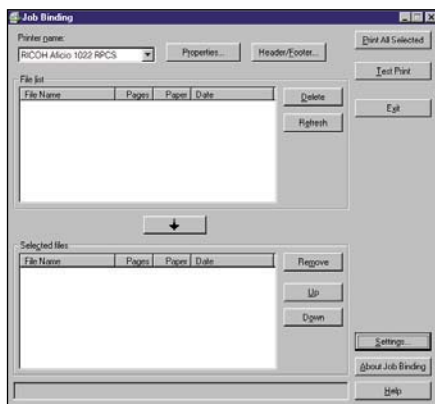 Job Binding
Printer name:
RICOH Aficio 1022 RPCS
Properties...
Header/Footer...
Print All Selected
Test Print
Exit
File list
File Name Pages Paper Date
Delete
Refresh
Selected files
File Name Pages Paper Date
Remove
Up
Down
Settings...
About Job Binding
Help